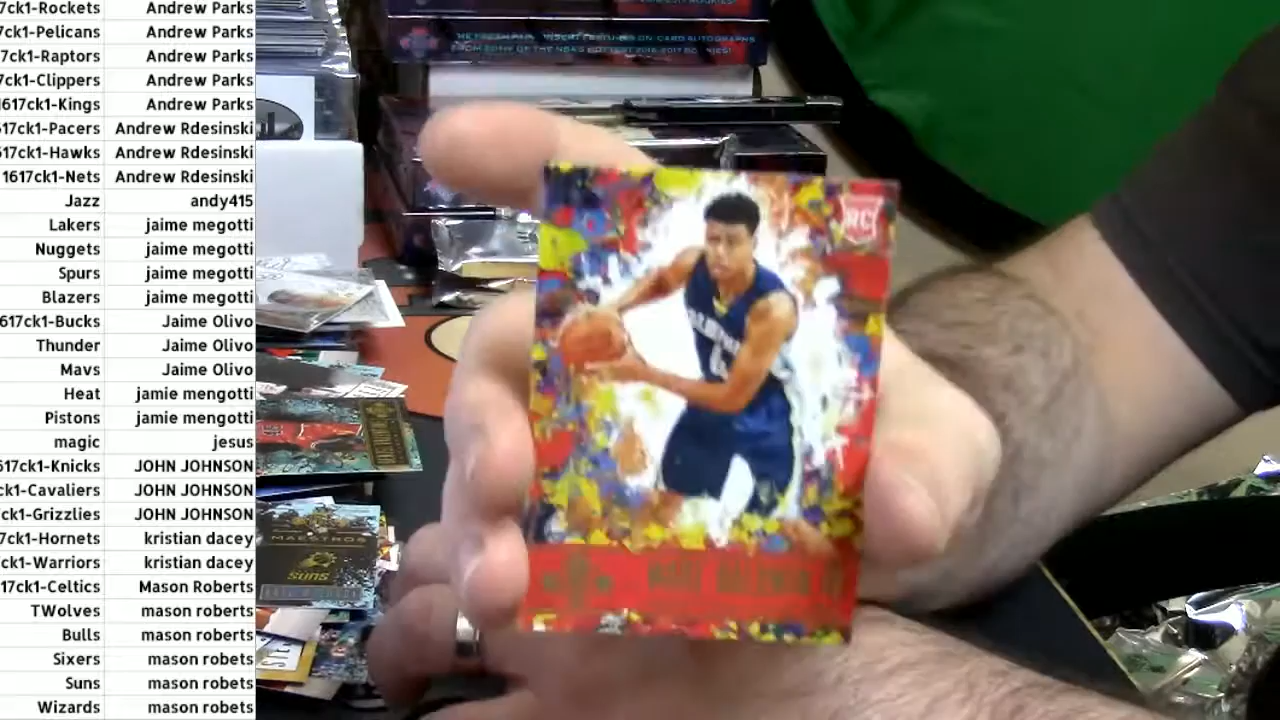 7ck1-Rockets Andrew Parks
7ck1-Pelicans Andrew Parks
7ck1-Raptors Andrew Parks
7ck1-Clippers Andrew Parks
1617ck1-Kings Andrew Parks
617ck1-Pacers Andrew Rdesinski
617ck1-Hawks Andrew Rdesinski
1617ck1-Nets Andrew Rdesinski
Jazz andy415
Lakers jaime megotti
Nuggets jaime megotti
Spurs jaime megotti
Blazers jaime megotti
617ck1-Bucks Jaime Olivo
Thunder Jaime Olivo
Mavs Jaime Olivo
Heat jamie mengotti
Pistons jamie mengotti
magic jesus
617ck1-Knicks JOHN JOHNSON
ck1-Cavaliers JOHN JOHNSON
ck1-Grizzlies JOHN JOHNSON
7ck1-Hornets kristian dacey
7ck1-Warriors kristian dacey
17ck1-Celtics Mason Roberts
TWolves mason roberts
Bulls mason roberts
Sixers mason robets
Suns mason robets
Wizards mason robets
RC
MAESTROS
SUNS